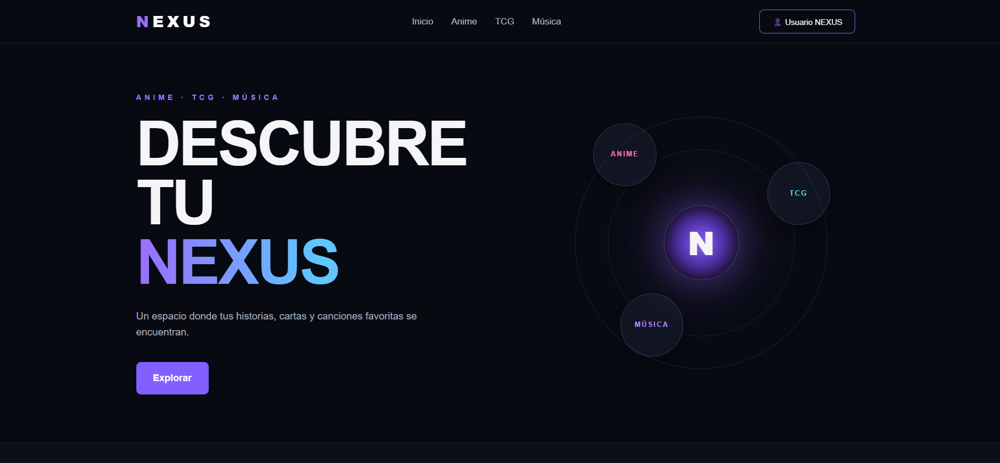 NEXUS
Inicio Anime TCG Música
Usuario NEXUS
ANIME · TCG · MÚSICA
DESCUBRE
TU
NEXUS
Un espacio donde tus historias, cartas y canciones favoritas se
encuentran.
Explorar
ANIME
TCG
N
MÚSICA